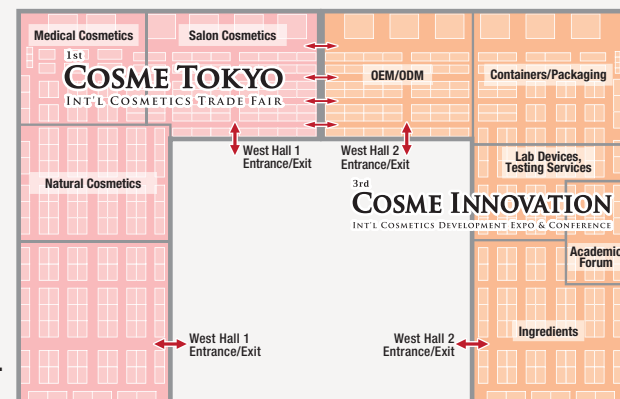 Medical Cosmetics
Salon Cosmetics
1st
COSME TOKYO
INT'L COSMETICS TRADE FAIR
OEM/ODM
Containers/Packaging
West Hall 1
Entrance/Exit
West Hall 2
Entrance/Exit
Lab Devices,
Testing Services
Natural Cosmetics
3rd
COSME INNOVATION
INT'L COSMETICS DEVELOPMENT EXPO & CONFERENCE
Academic
Forum
West Hall 1
Entrance/Exit
West Hall 2
Entrance/Exit
Ingredients